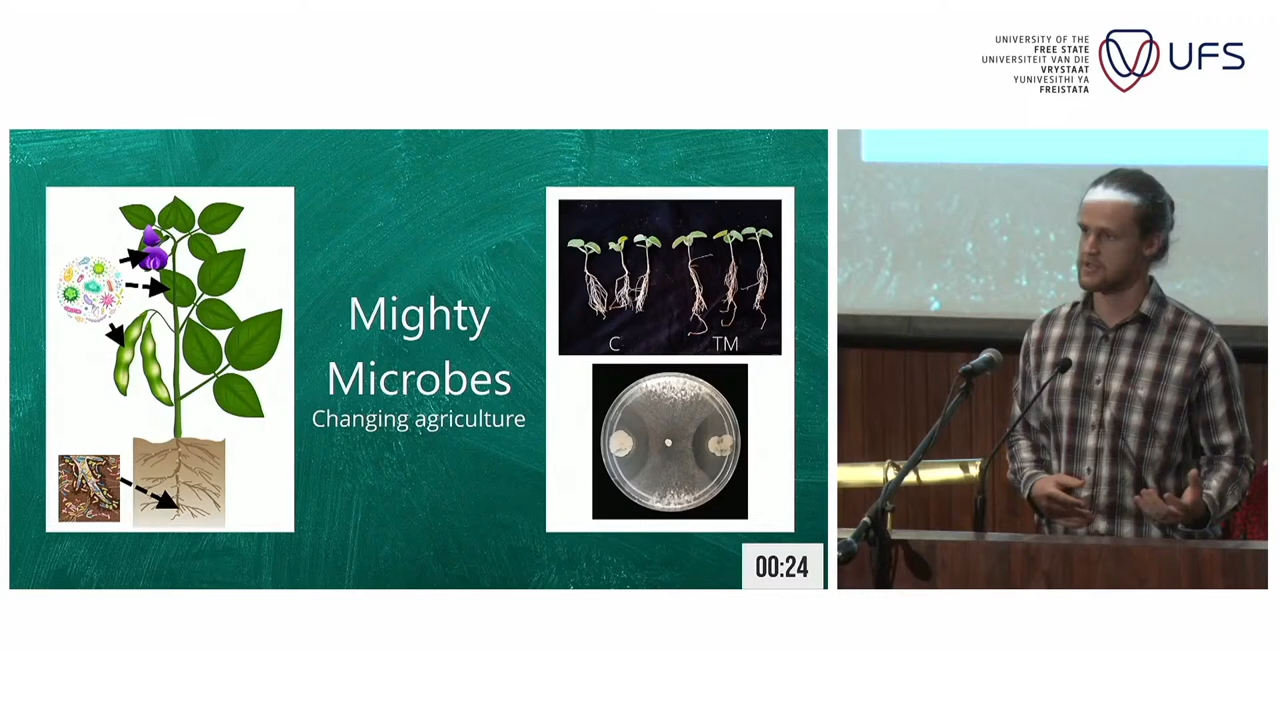 UNIVERSITY OF THE
FREE STATE
UNIVERSITEIT VAN DIE
VRYSTAAT
YUNIVESITHI YA
FREISTATA
UFS
Mighty
Microbes
Changing agriculture
C
TM
00:24